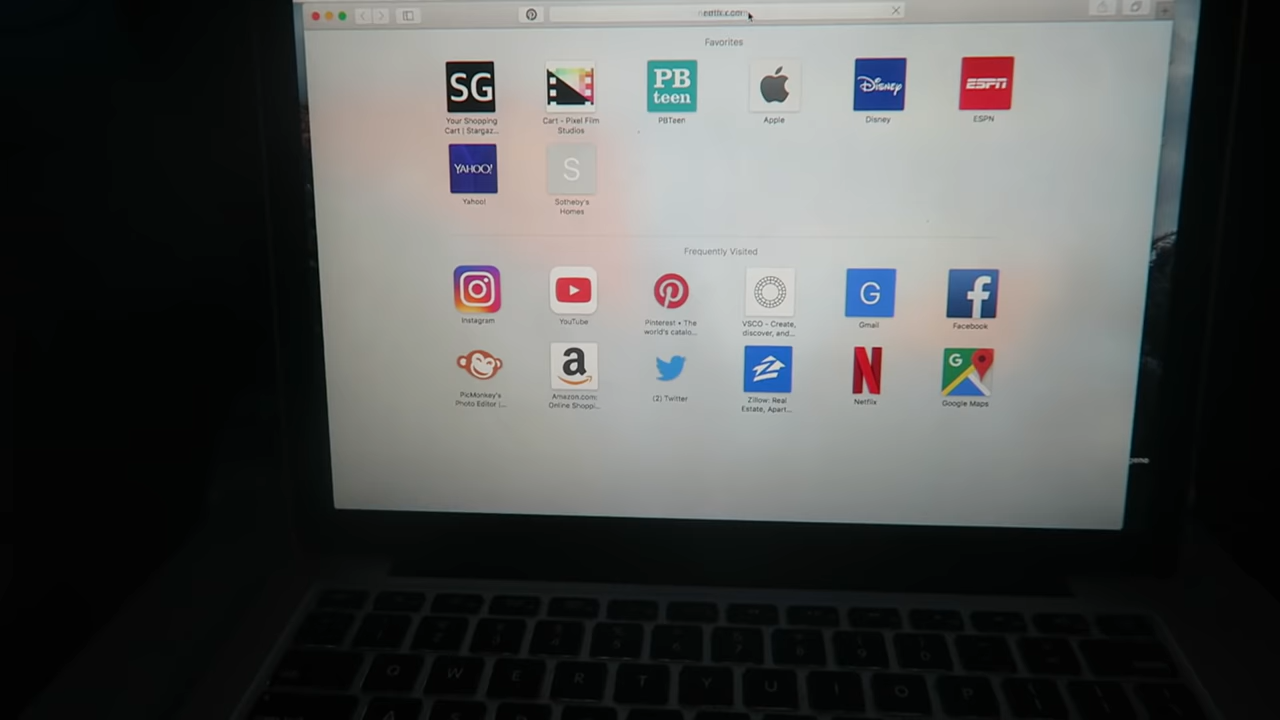 netflix.com
Favorites
SG
PB
teen
Disney
ESPN
Your Shopping
Cart | Stargaz...
Cart - Pixel Film
Studios
PBTeen
Apple
Disney
ESPN
YAHOO!
S
Yahoo!
Sotheby's
Homes
Frequently Visited
G
f
Instagram
YouTube
Pinterest • The
world's catalo...
VSCO - Create,
discover, and...
Gmail
Facebook
a
N
G
PicMonkey's
Photo Editor |...
Amazon.com:
Online Shoppi...
(2) Twitter
Zillow: Real
Estate, Apart...
Netflix
Google Maps
Q W E R T Y U I O P